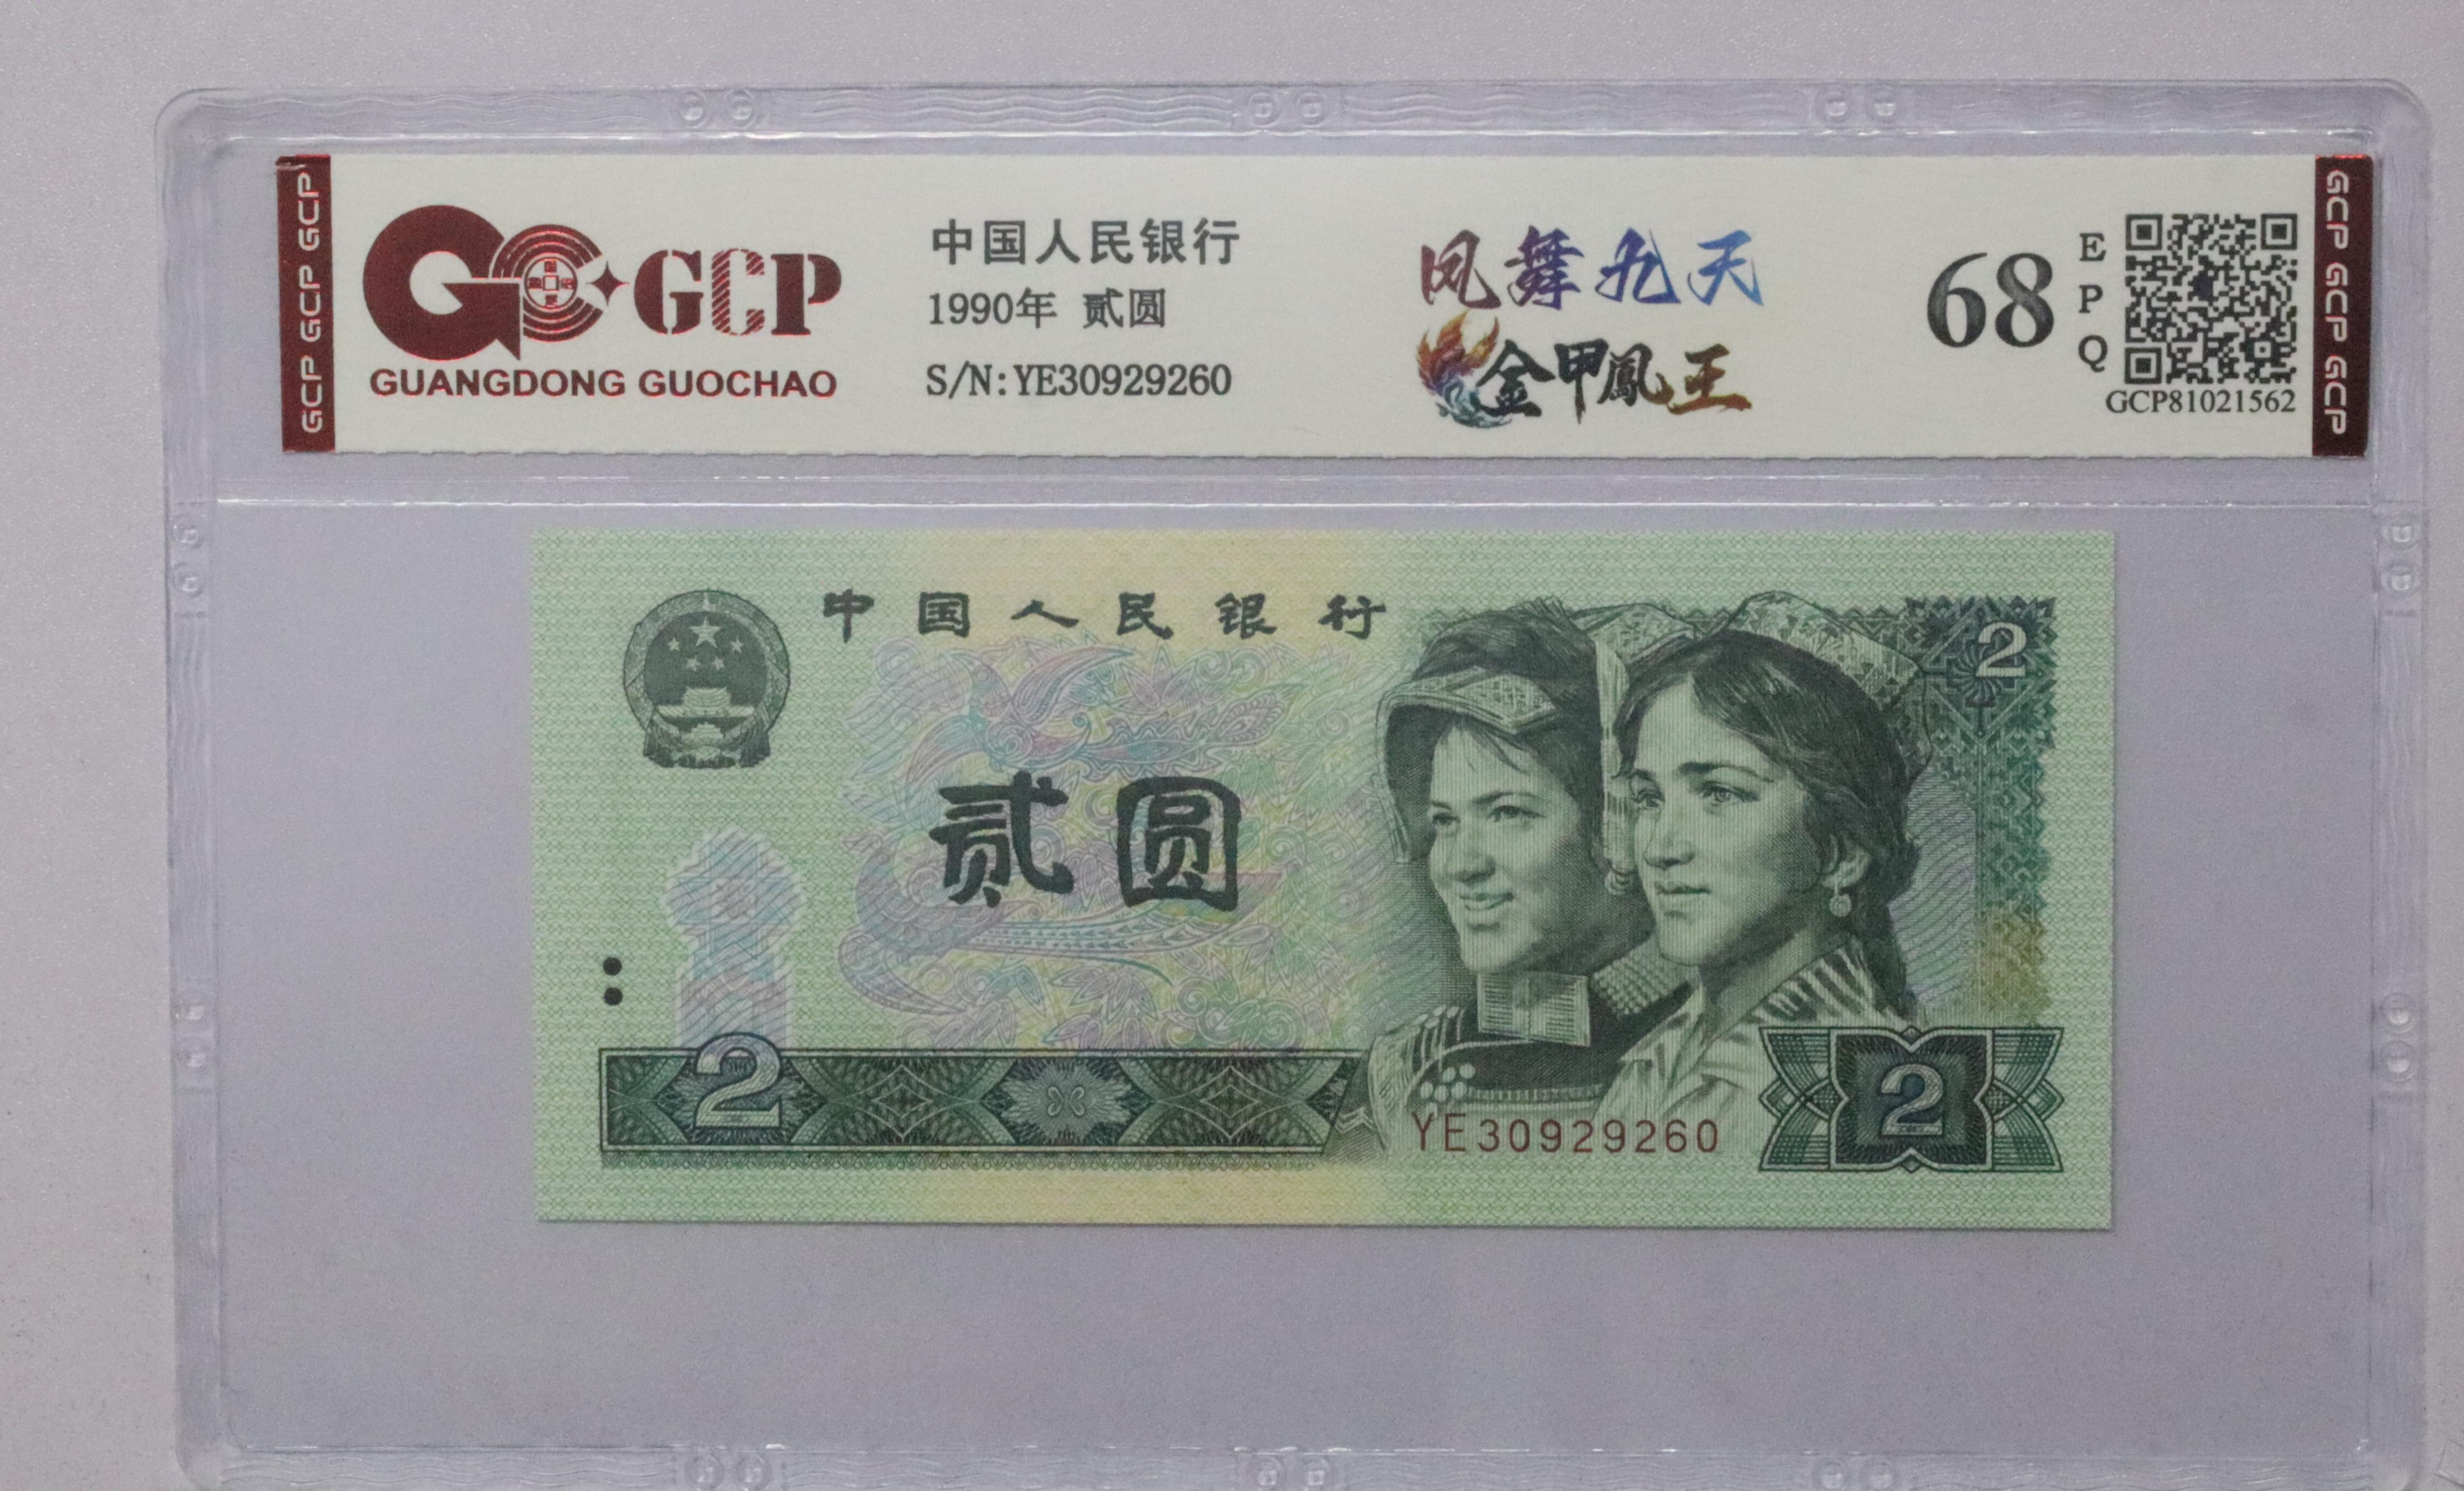 GCP GCP GCP
GCP
GUANGDONG GUOCHAO
中国人民银行
1990年 贰圆
S/N:YE30929260
凤舞九天
金甲鳳王
68
EPQ
GCP81021562
GCP GCP GCP
中国人民银行
2
贰圆
2
YE30929260
2